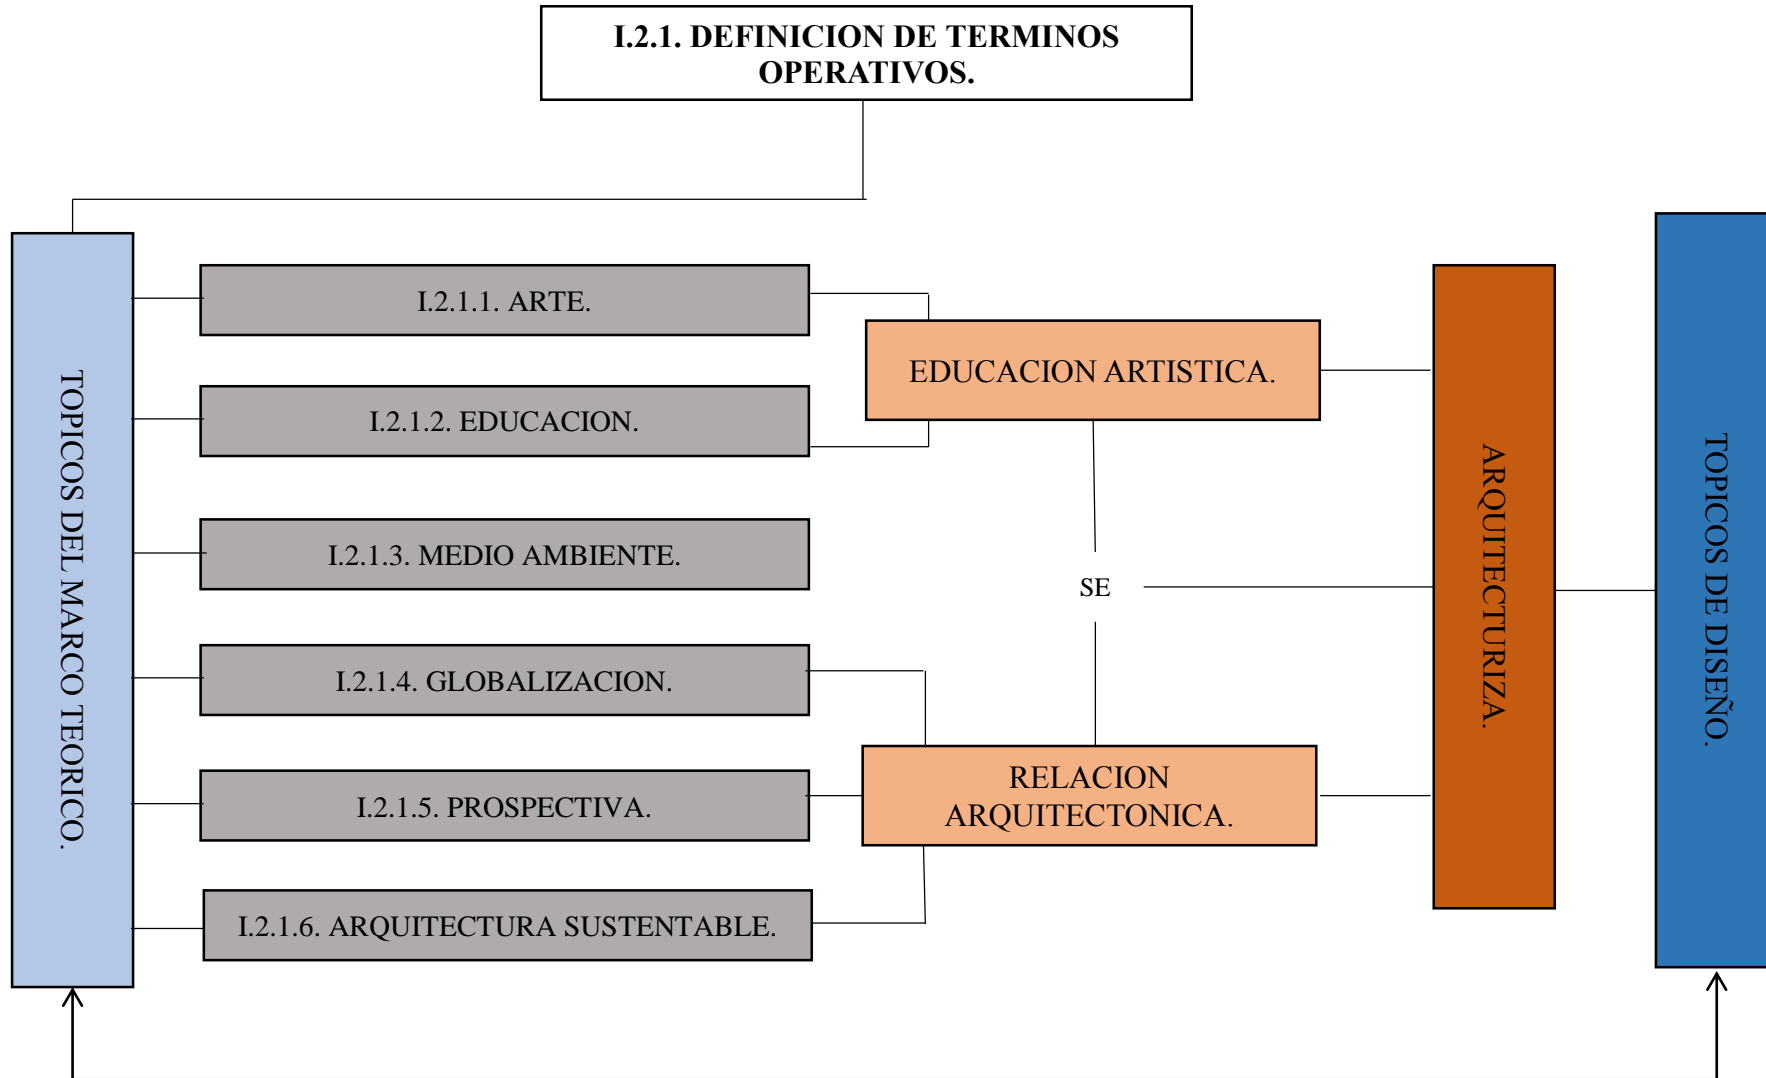 I.2.1. DEFINICION DE TERMINOS
OPERATIVOS.
TOPICOS DEL MARCO TEORICO.
I.2.1.1. ARTE.
I.2.1.2. EDUCACION.
I.2.1.3. MEDIO AMBIENTE.
I.2.1.4. GLOBALIZACION.
I.2.1.5. PROSPECTIVA.
I.2.1.6. ARQUITECTURA SUSTENTABLE.
EDUCACION ARTISTICA.
SE
RELACION
ARQUITECTONICA.
ARQUITECTURIZA.
TOPICOS DE DISEÑO.